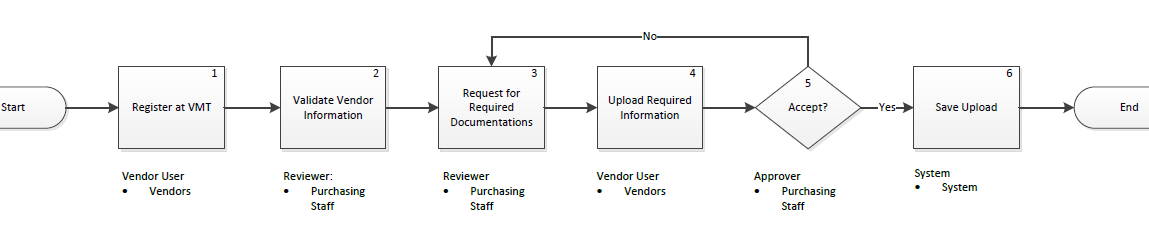 No
1
2
3
4
5
6
Start
Register at VMT
Validate Vendor
Information
Request for
Required
Documentations
Upload Required
Information
Accept?
Yes
Save Upload
End
Vendor User
• Vendors
Reviewer:
• Purchasing
Staff
Reviewer
• Purchasing
Staff
Vendor User
• Vendors
Approver
• Purchasing
Staff
System
• System